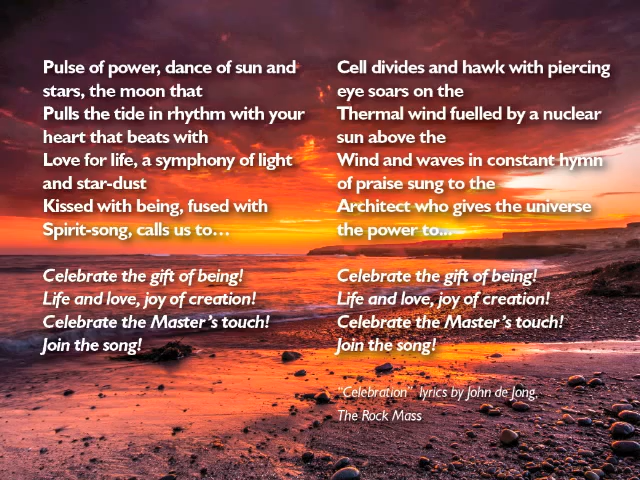 Pulse of power, dance of sun and
stars, the moon that
Pulls the tide in rhythm with your
heart that beats with
Love for life, a symphony of light
and star-dust
Kissed with being, fused with
Spirit-song, calls us to…
Celebrate the gift of being!
Life and love, joy of creation!
Celebrate the Master's touch!
Join the song!
Cell divides and hawk with piercing
eye soars on the
Thermal wind fuelled by a nuclear
sun above the
Wind and waves in constant hymn
of praise sung to the
Architect who gives the universe
the power to...
Celebrate the gift of being!
Life and love, joy of creation!
Celebrate the Master's touch!
Join the song!
"Celebration" lyrics by John de Jong.
The Rock Mass